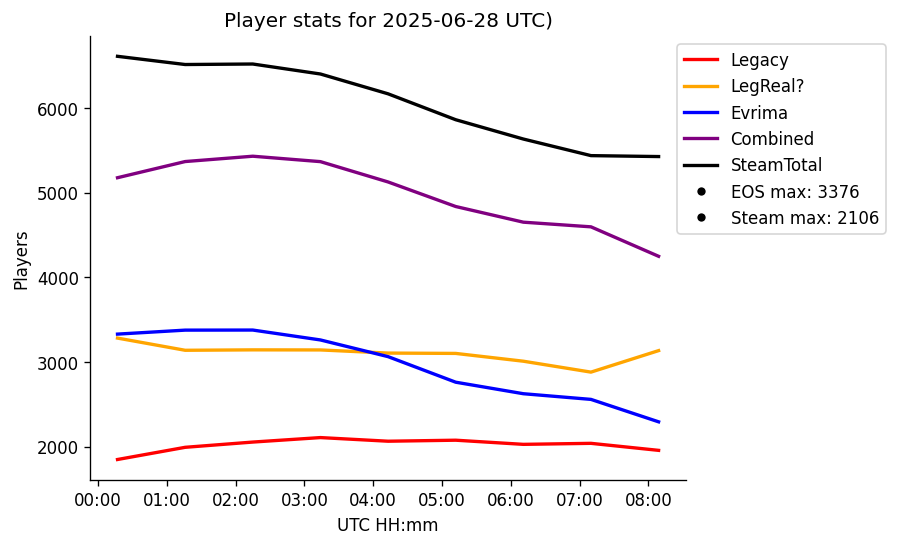 Player stats for 2025-06-28 UTC)
Legacy
LegReal?
Evrima
Combined
SteamTotal
EOS max: 3376
Steam max: 2106
Players
6000
5000
4000
3000
2000
00:00 01:00 02:00 03:00 04:00 05:00 06:00 07:00 08:00
UTC HH:mm